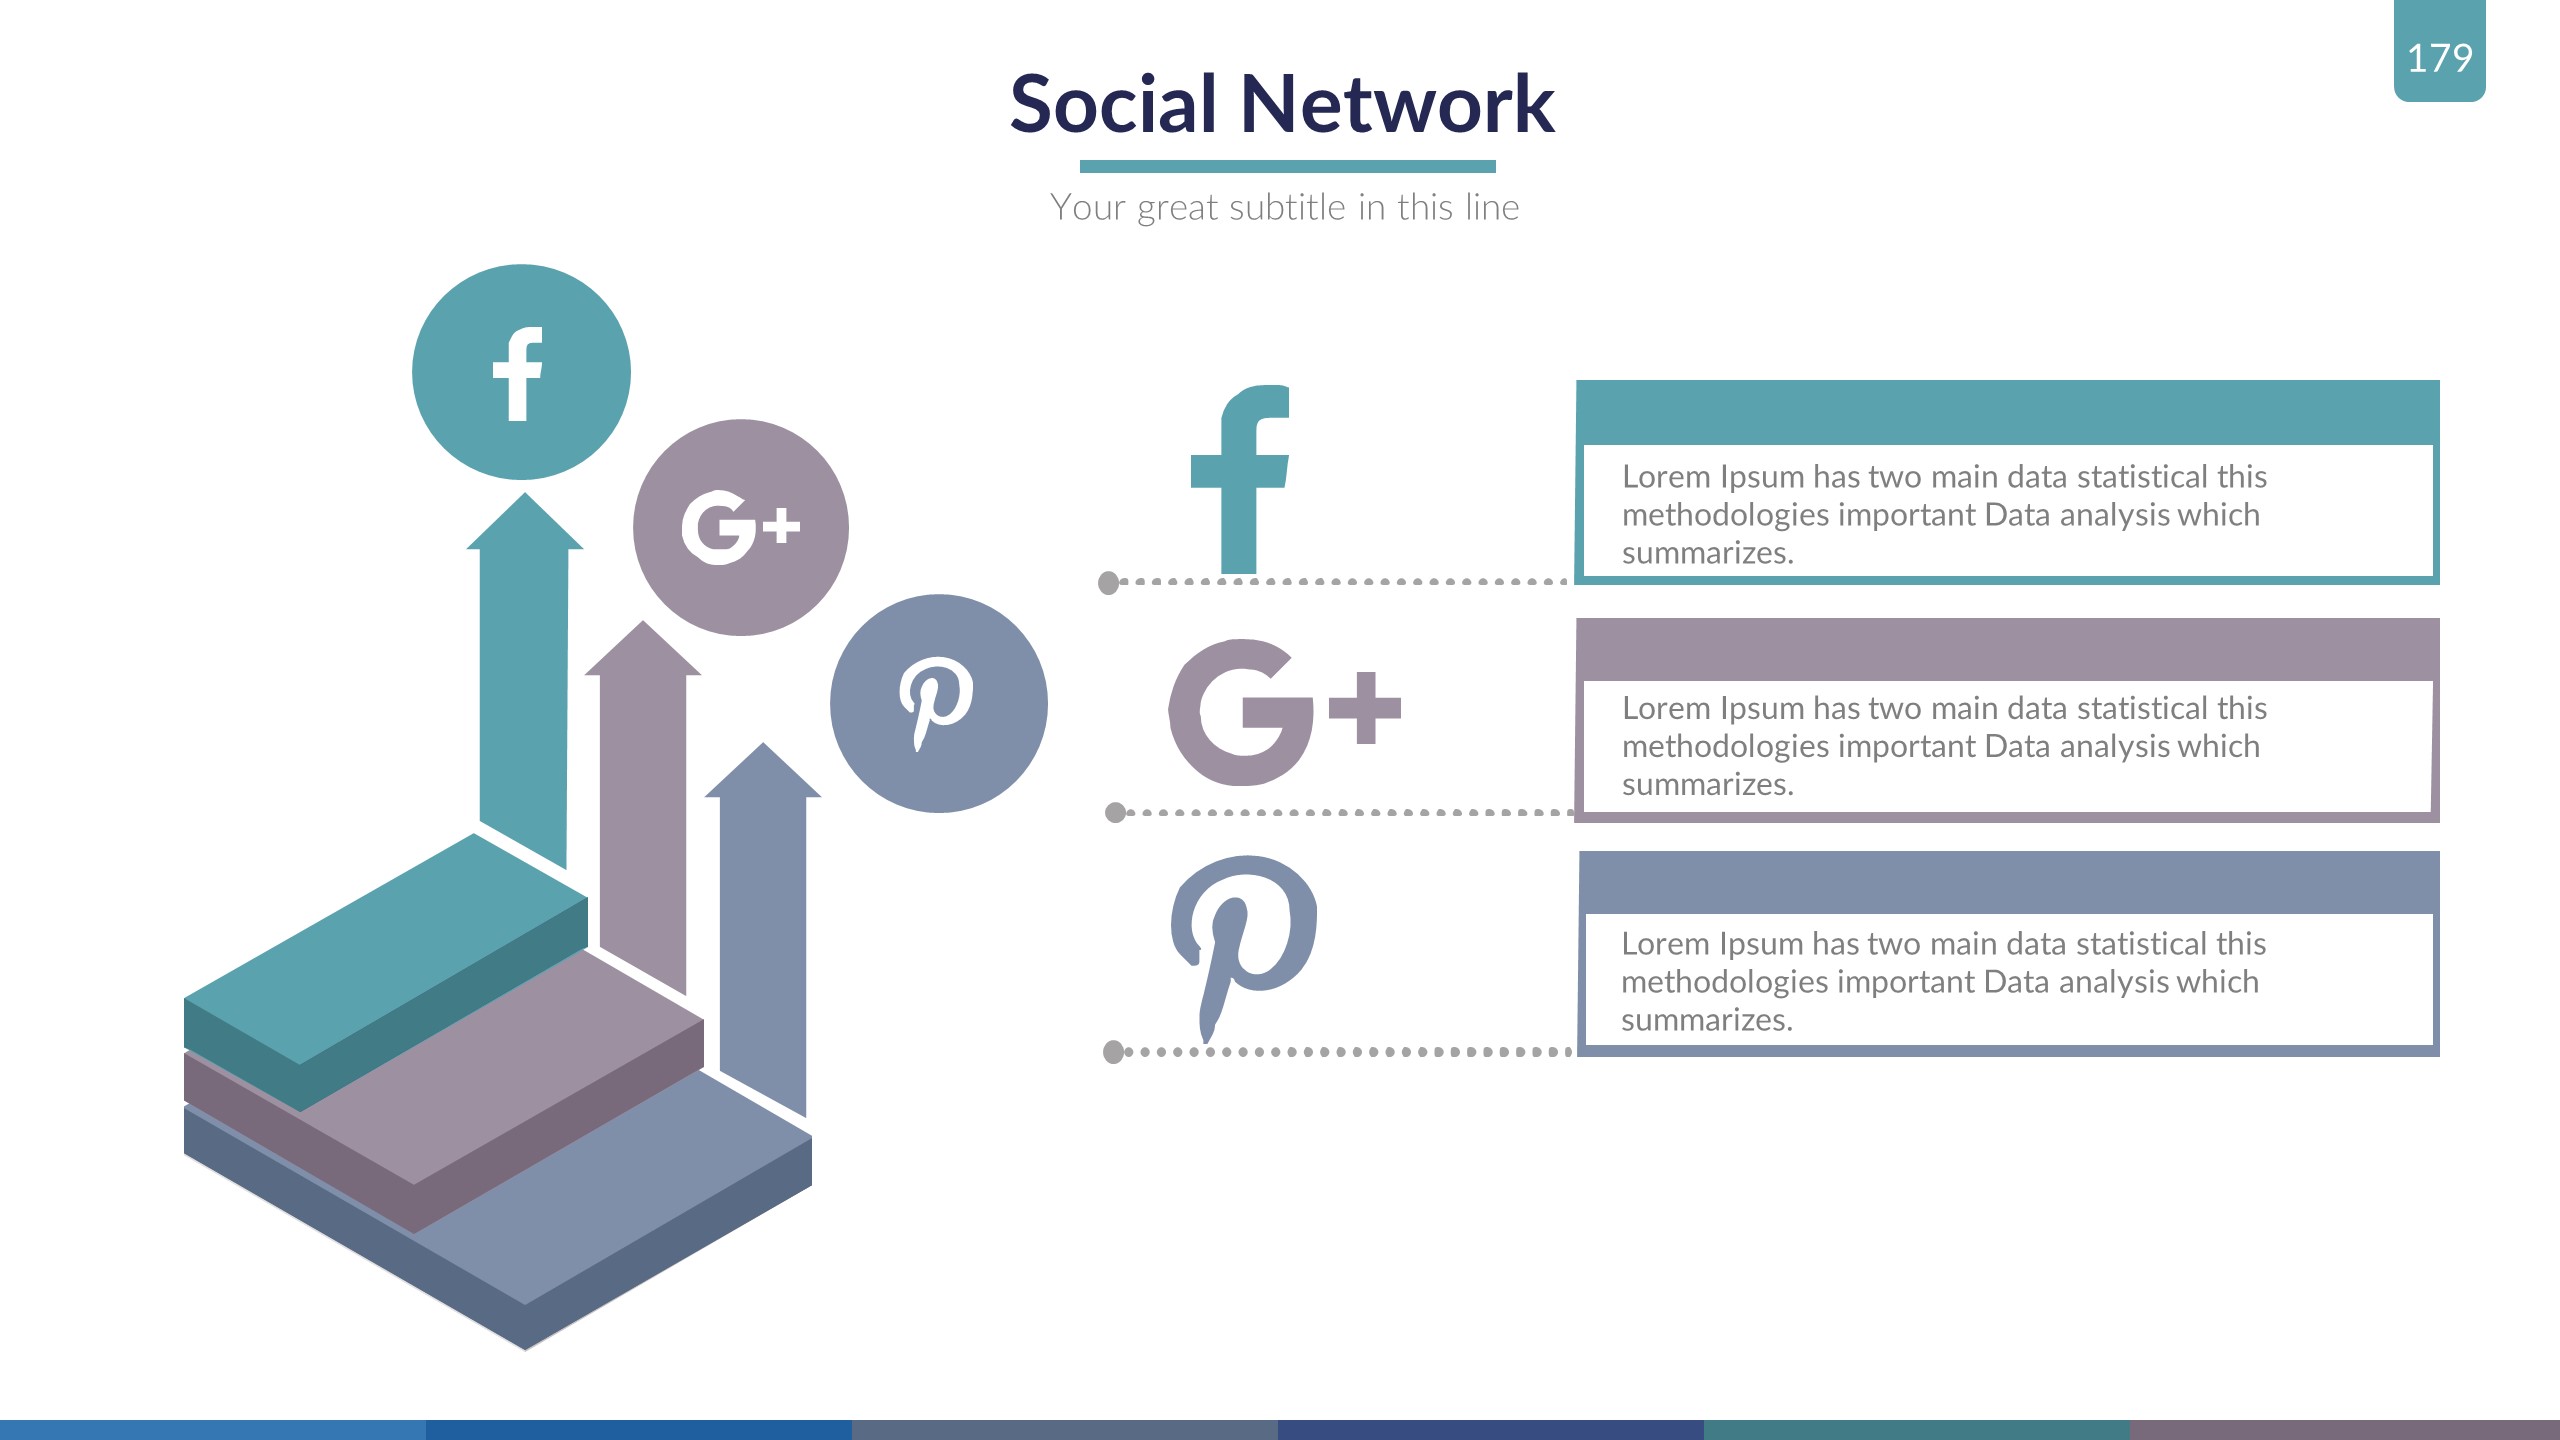 179
Social Network
Your great subtitle in this line
f
G+
f
Lorem Ipsum has two main data statistical this
methodologies important Data analysis which
summarizes.
G+
Lorem Ipsum has two main data statistical this
methodologies important Data analysis which
summarizes.
Lorem Ipsum has two main data statistical this
methodologies important Data analysis which
summarizes.